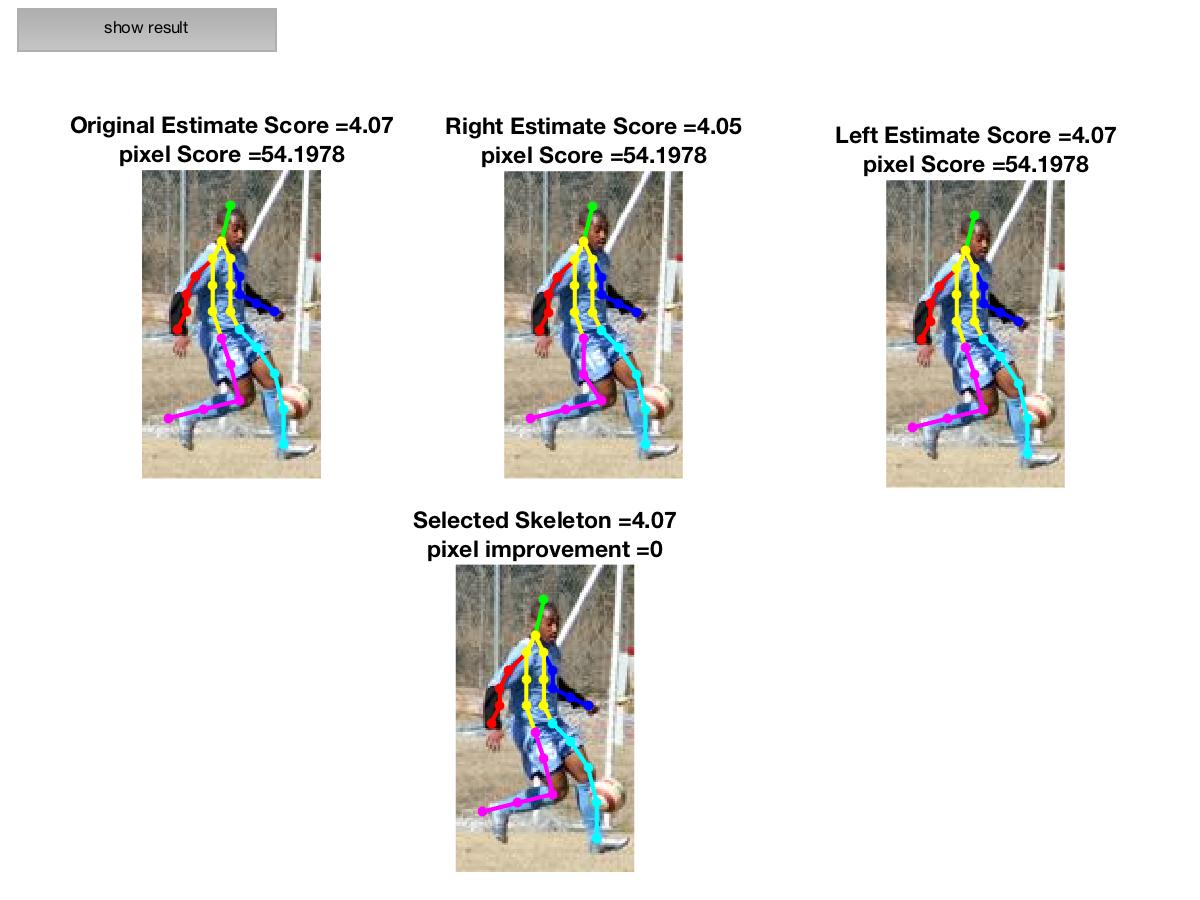 show result
Original Estimate Score =4.07
pixel Score =54.1978
Right Estimate Score =4.05
pixel Score =54.1978
Left Estimate Score =4.07
pixel Score =54.1978
Selected Skeleton =4.07
pixel improvement =0